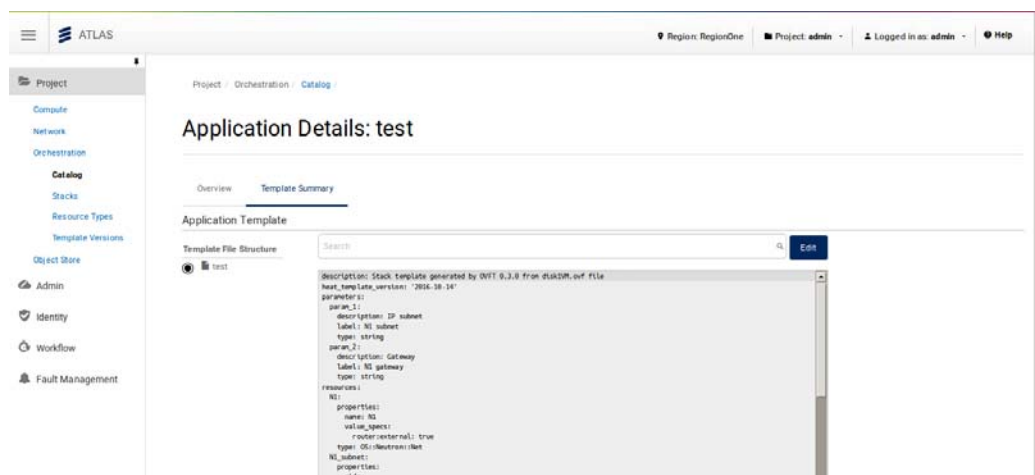 ATLAS
Region: RegionOne
Project: admin
Logged in as: admin
Help
Project
Compute
Network
Orchestration
Catalog
Stacks
Resource Types
Template Versions
Object Store
Admin
Identity
Workflow
Fault Management
Project / Orchestration / Catalog /
Application Details: test
Overview
Template Summary
Application Template
Template File Structure
test
Search
Edit
description: Stack template generated by OVFT 0.3.0 from disk1VM.ovf file
heat_template_version: '2016-10-14'
parameters:
param_1:
description: IP subnet
label: N1 subnet
type: string
param_2:
description: Gateway
label: N1 gateway
type: string
resources:
N1:
properties:
name: N1
value_specs:
router:external: true
type: OS::Neutron::Net
N1_subnet:
properties: